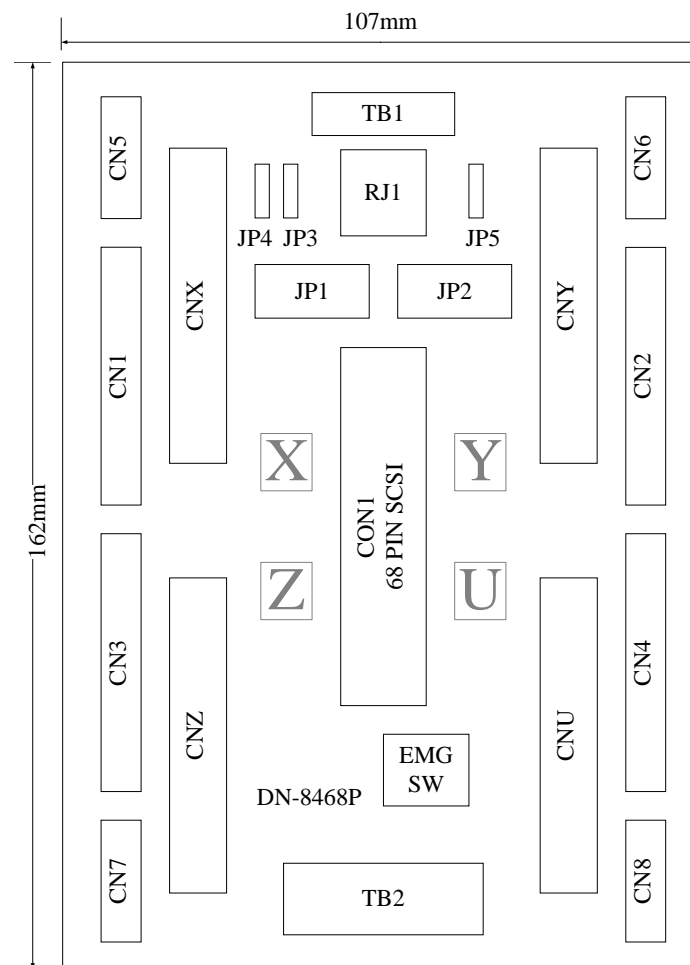 107mm
162mm
TB1
CN5
CN6
CNX
CNY
RJ1
JP4
JP3
JP5
JP1
JP2
CN1
CN2
CON1
68 PIN SCSI
X
Y
Z
U
CN3
CN4
CNZ
CNU
EMG
SW
DN-8468P
CN7
CN8
TB2